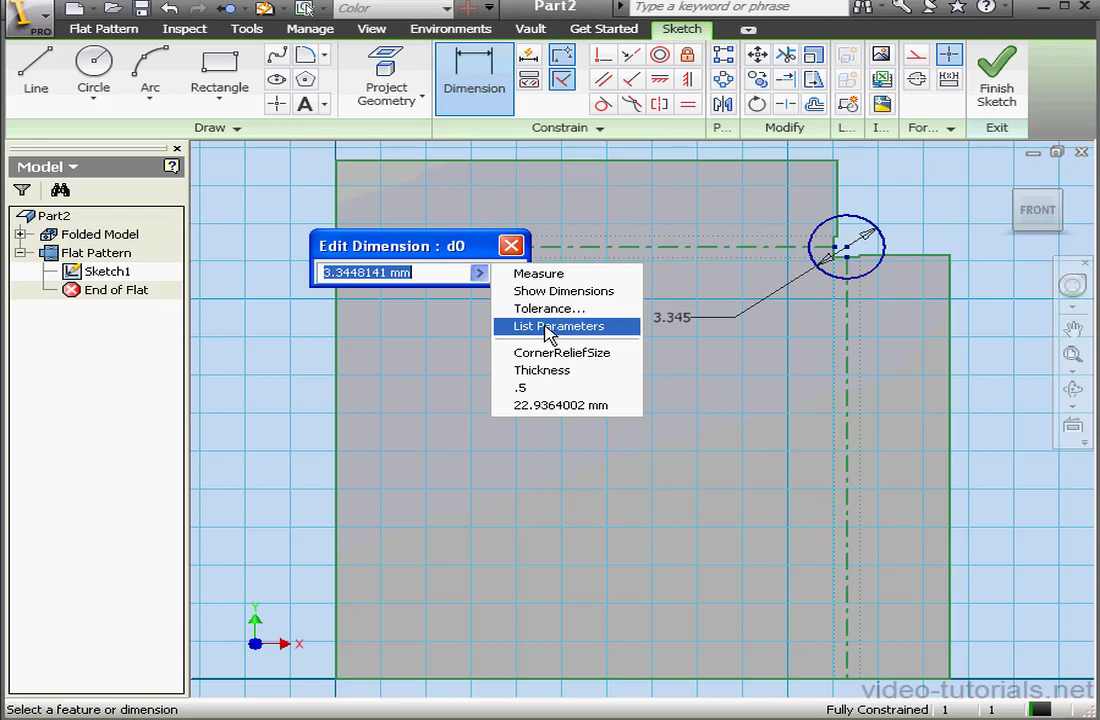 Color
Part2
Type a keyword or phrase
PRO
Flat Pattern
Inspect
Tools
Manage
View
Environments
Vault
Get Started
Sketch
Line
Circle
Arc
Rectangle
Project
Geometry
Dimension
Finish
Sketch
Draw
Constrain
P...
Modify
L...
I...
For...
Exit
Model
Part2
Folded Model
Flat Pattern
Sketch1
End of Flat
FRONT
Edit Dimension : d0
3.3448141 mm
Measure
Show Dimensions
Tolerance...
List Parameters
CornerReliefSize
Thickness
.5
22.9364002 mm
3.345
Y
X
video-tutorials.net
Select a feature or dimension
Fully Constrained
1
1